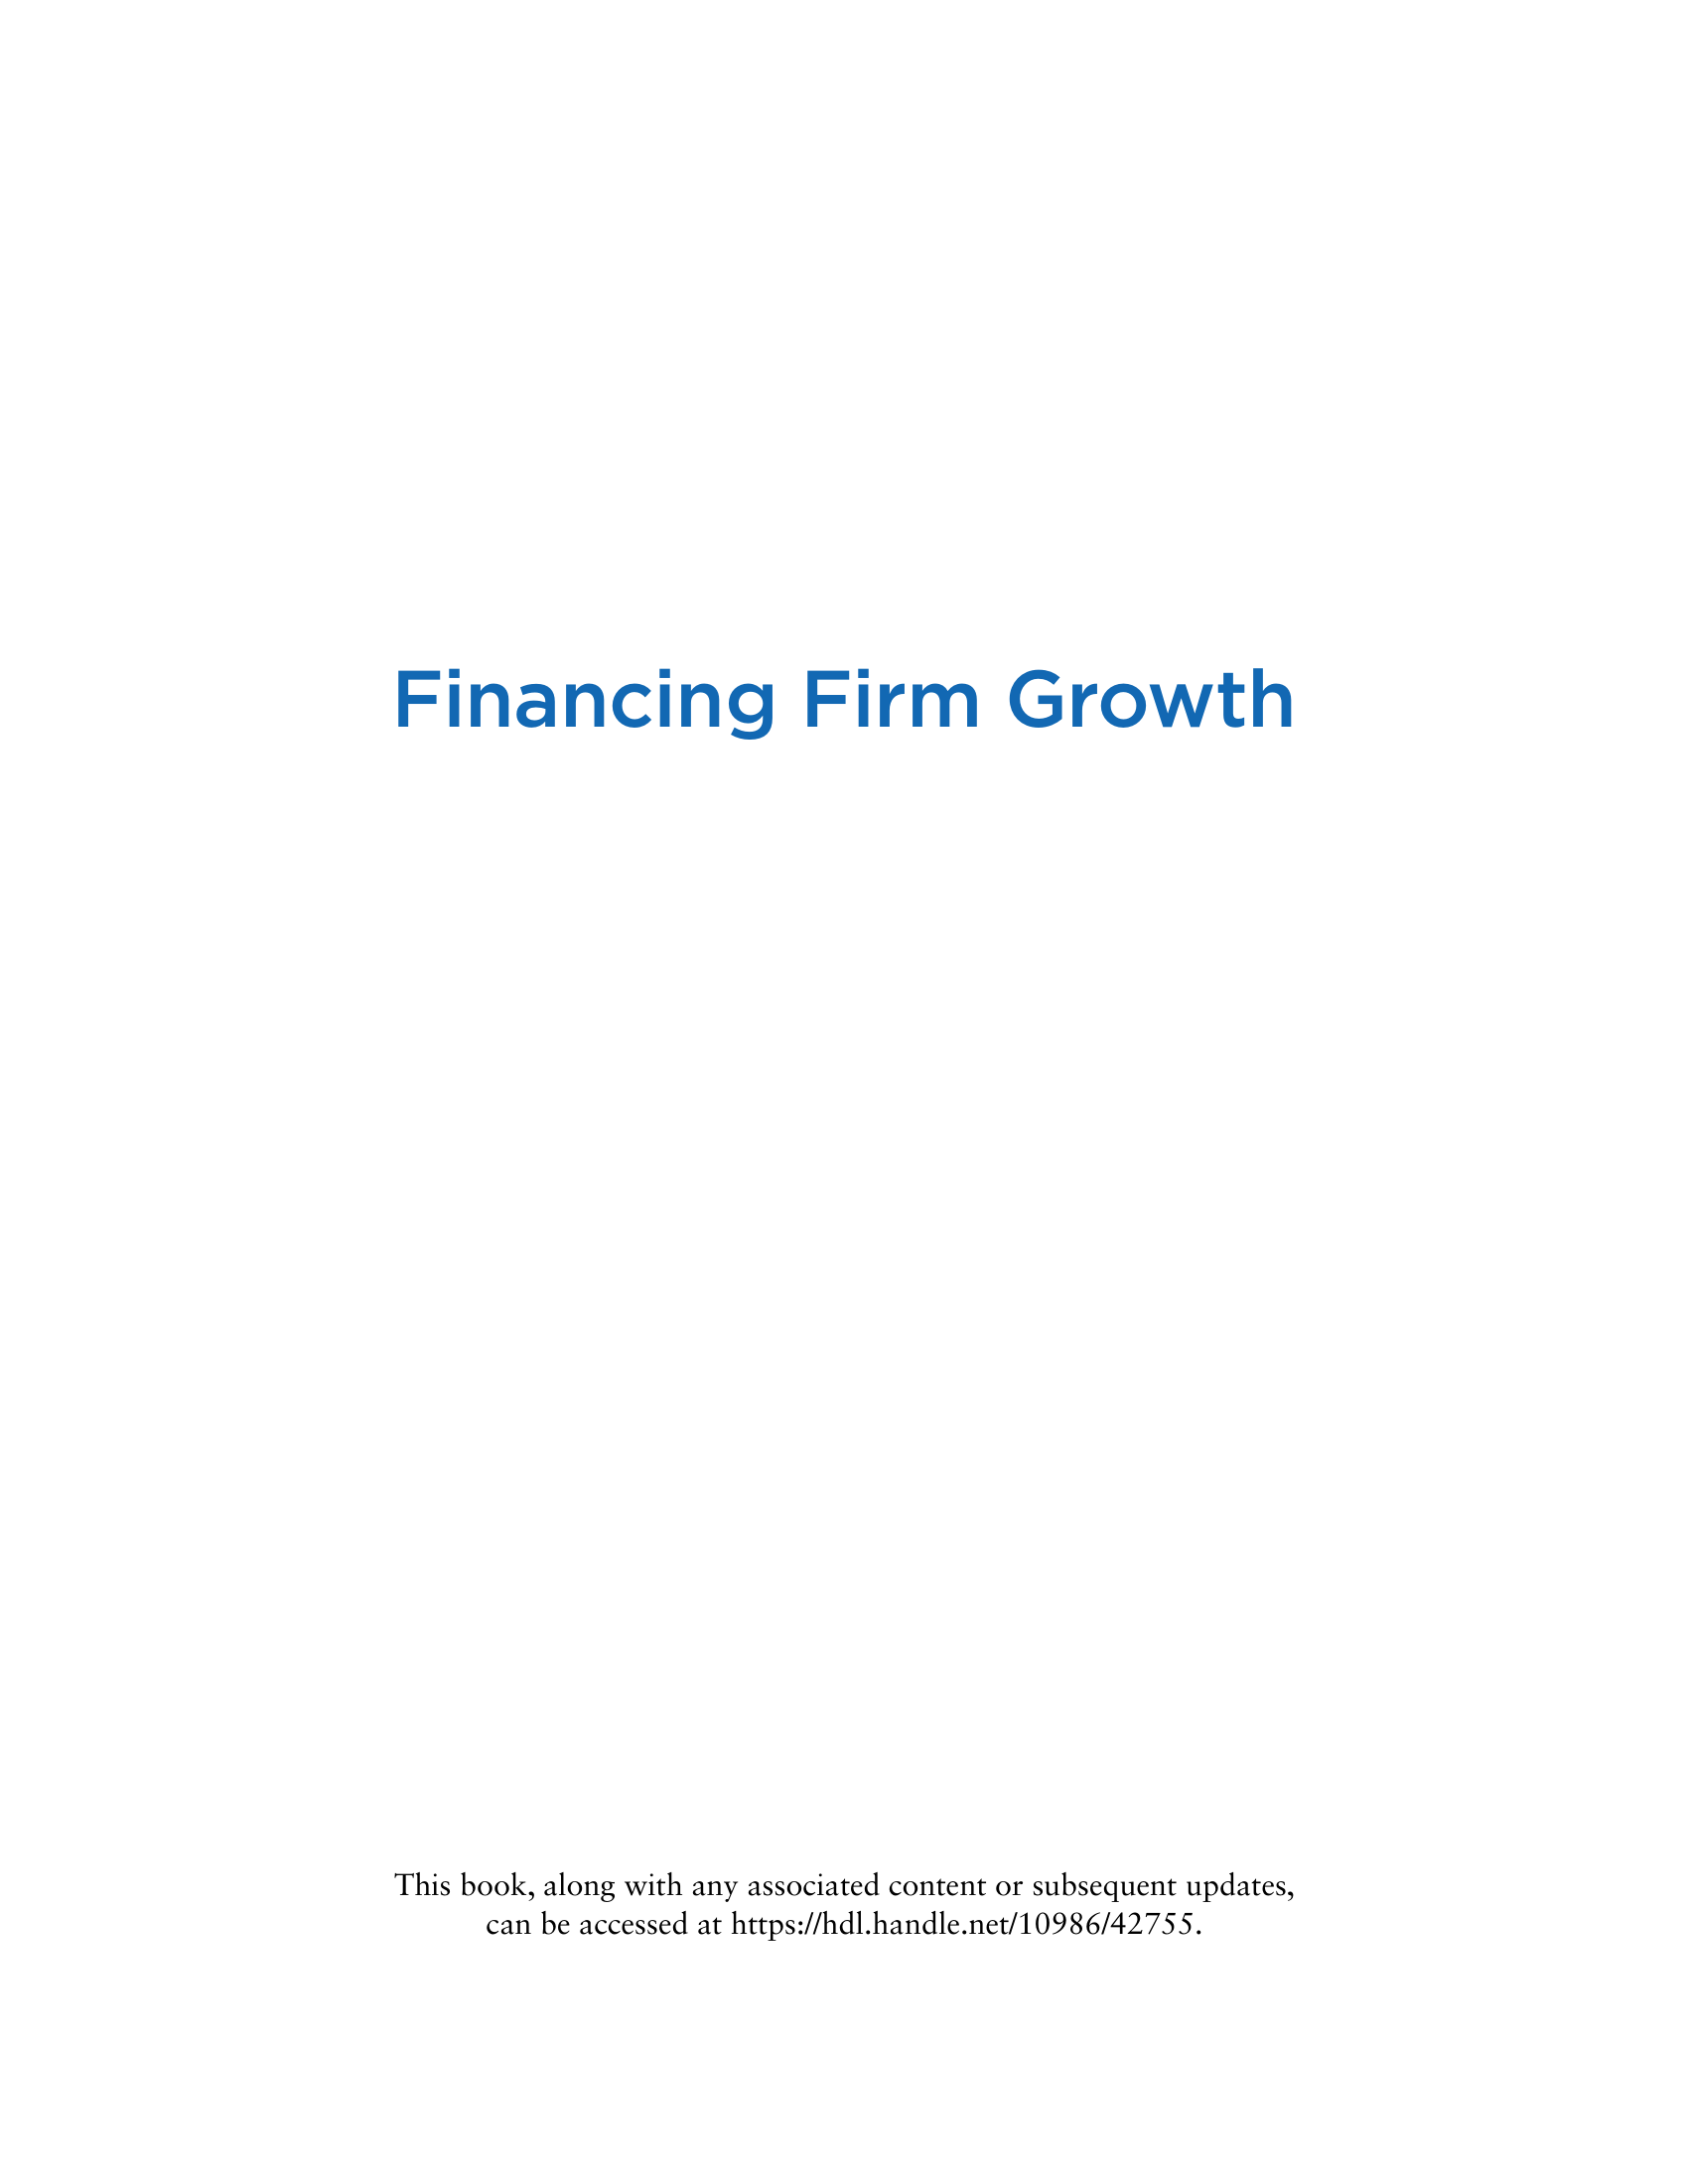 Financing Firm Growth
This book, along with any associated content or subsequent updates,
can be accessed at https://hdl.handle.net/10986/42755.